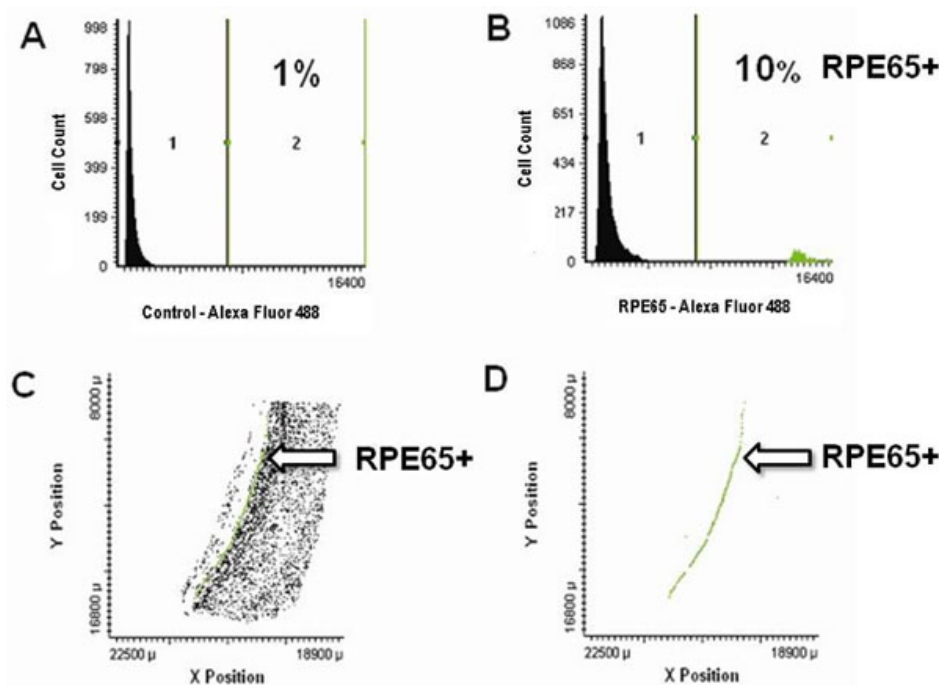 A
998
798
598
399
199
0
Cell Count
1%
1
2
16400
Control - Alexa Fluor 488
B
1086
868
651
434
217
0
Cell Count
10% RPE65+
1
2
16400
RPE65 - Alexa Fluor 488
C
8000 µ
Y Position
16800 µ
RPE65+
22500 µ
18900 µ
X Position
D
8000 µ
Y Position
16800 µ
RPE65+
22500 µ
18900 µ
X Position